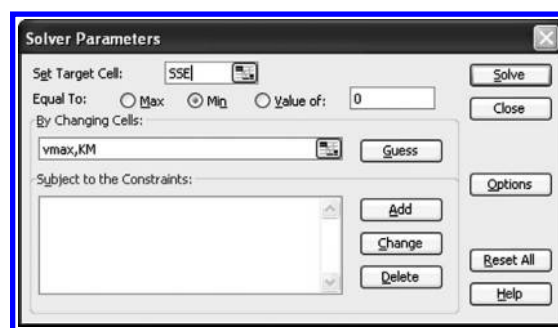 Solver Parameters
Set Target Cell: SSE Solve
Equal To: Max Min Value of: 0 Close
By Changing Cells:
vmax,KM Guess
Subject to the Constraints: Options
Add
Change
Reset All
Delete
Help